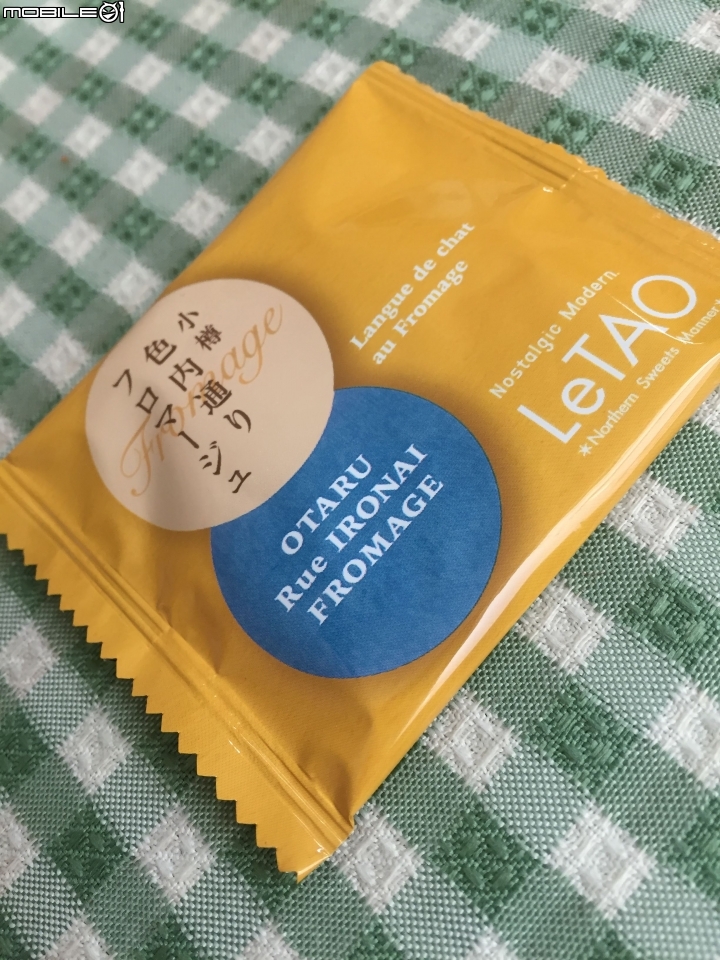 MOBILE01
小樽
色内通り
フロマージュ
Fromage
OTARU
Rue IRONAI
FROMAGE
Langue de chat
au Fromage
Nostalgic Modern.
LeTAO
*Northern Sweets Manner